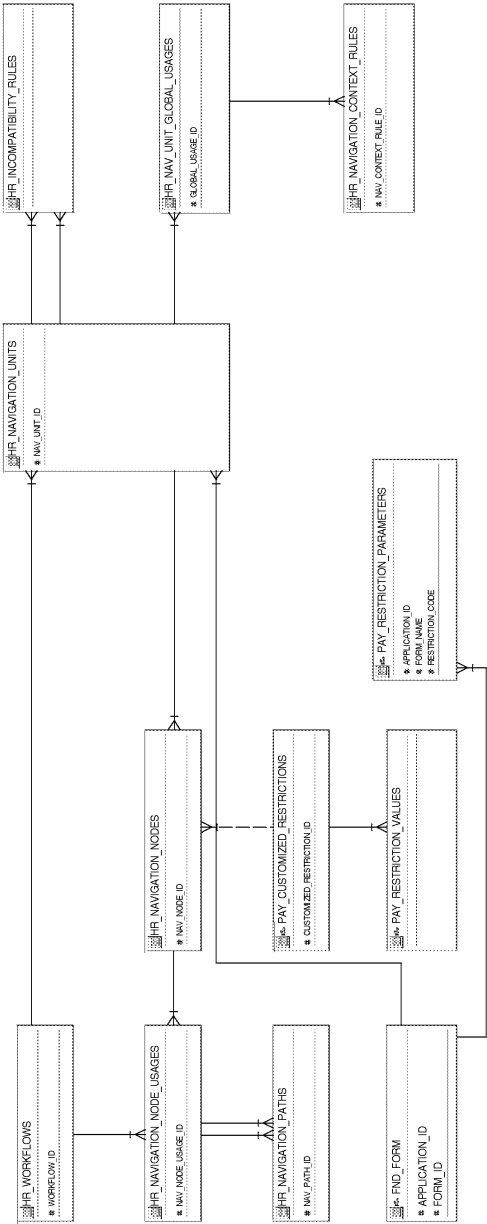 HR_WORKFLOWS
# WORKFLOW_ID
HR_NAVIGATION_UNITS
# NAV_UNIT_ID
HR_INCOMPATIBILITY_RULES
HR_NAVIGATION_NODE_USAGES
# NAV_NODE_USAGE_ID
HR_NAVIGATION_NODES
# NAV_NODE_ID
HR_NAV_UNIT_GLOBAL_USAGES
# GLOBAL_USAGE_ID
HR_NAVIGATION_PATHS
# NAV_PATH_ID
PAY_CUSTOMIZED_RESTRICTIONS
# CUSTOMIZED_RESTRICTION_ID
HR_NAVIGATION_CONTEXT_RULES
# NAV_CONTEXT_RULE_ID
FND_FORM
# APPLICATION_ID
# FORM_ID
PAY_RESTRICTION_VALUES
PAY_RESTRICTION_PARAMETERS
# APPLICATION_ID
# FORM_NAME
# RESTRICTION_CODE